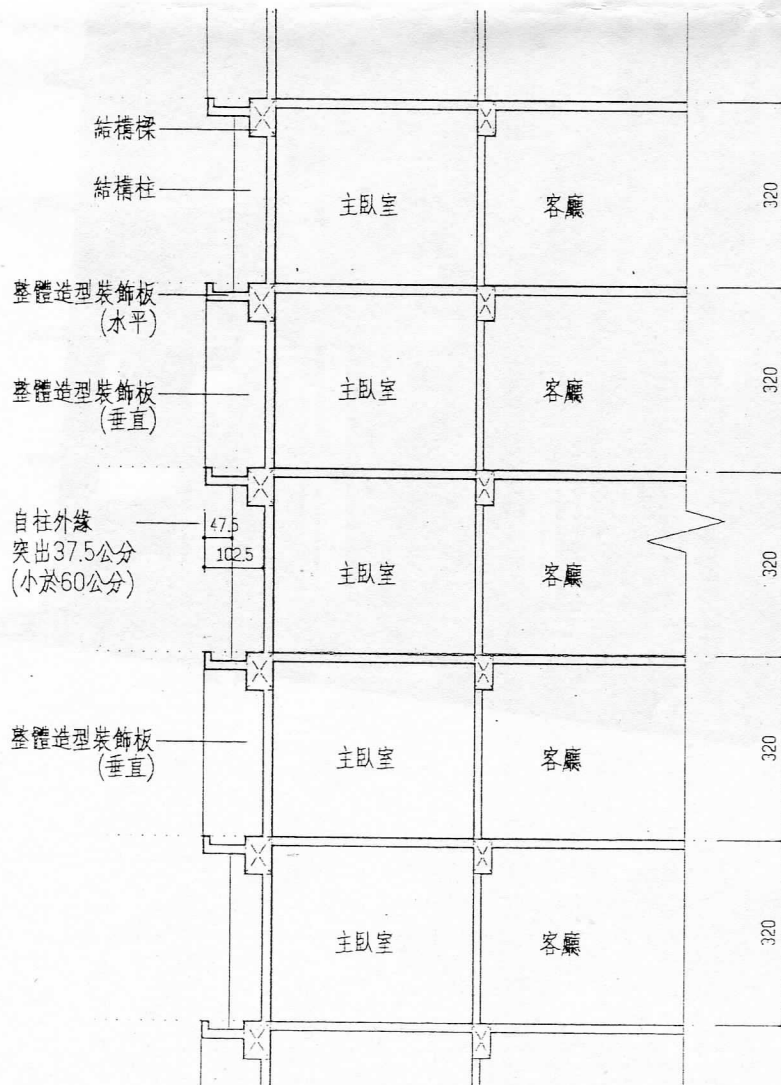 結構樑
結構柱
主臥室
客廳
320
整體造型裝飾板
(水平)
整體造型裝飾板
(垂直)
主臥室
客廳
320
自柱外緣
突出37.5公分
(小於60公分)
47.5
102.5
主臥室
客廳
320
整體造型裝飾板
(垂直)
主臥室
客廳
320
主臥室
客廳
320